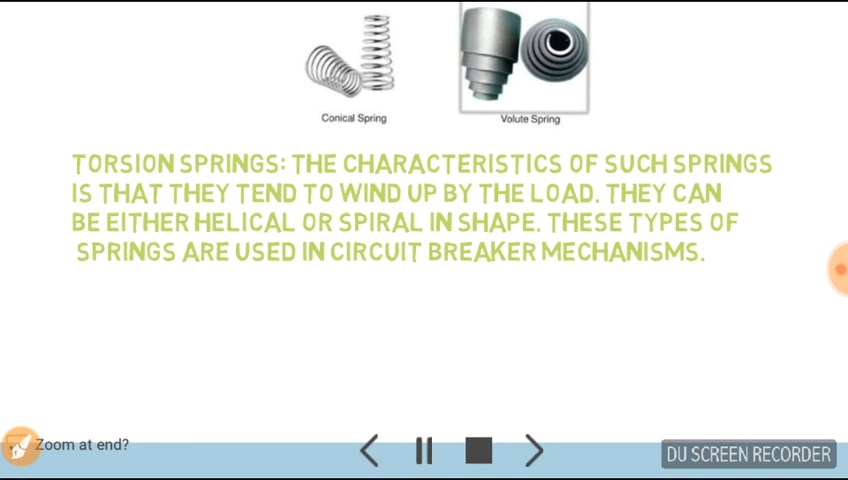 Conical Spring
Volute Spring
TORSION SPRINGS: THE CHARACTERISTICS OF SUCH SPRINGS
IS THAT THEY TEND TO WIND UP BY THE LOAD. THEY CAN
BE EITHER HELICAL OR SPIRAL IN SHAPE. THESE TYPES OF
SPRINGS ARE USED IN CIRCUIT BREAKER MECHANISMS.
Zoom at end?
DU SCREEN RECORDER